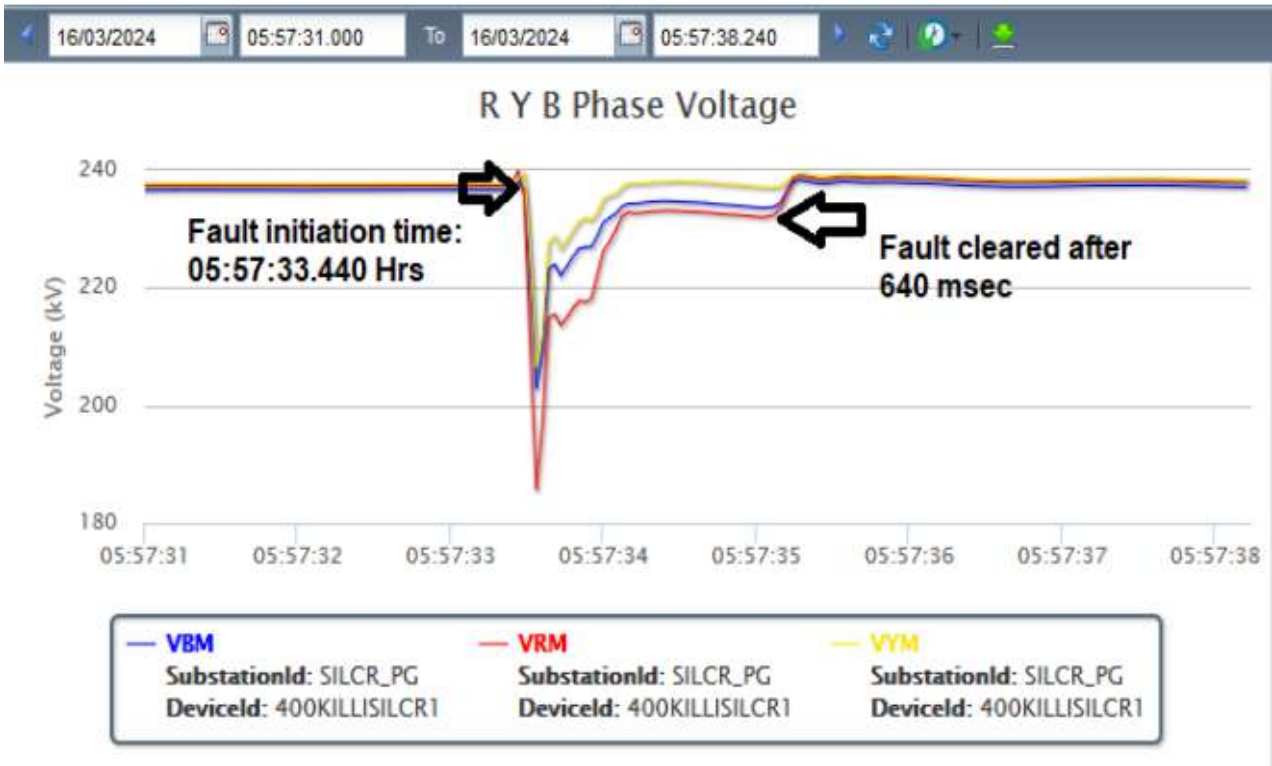 16/03/2024 05:57:31.000 To 16/03/2024 05:57:38.240
R Y B Phase Voltage
240
Fault initiation time:
05:57:33.440 Hrs
Fault cleared after
640 msec
220
200
180
Voltage (kV)
05:57:31 05:57:32 05:57:33 05:57:34 05:57:35 05:57:36 05:57:37 05:57:38
VBM VRM VYM
SubstationId: SILCR_PG SubstationId: SILCR_PG SubstationId: SILCR_PG
DeviceId: 400KILLISILCR1 DeviceId: 400KILLISILCR1 DeviceId: 400KILLISILCR1